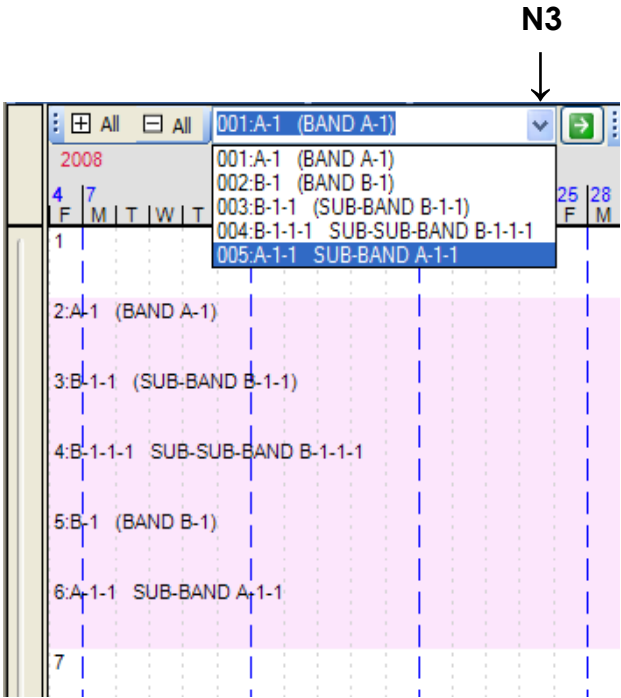 N3
All All 001:A-1 (BAND A-1)
2008
001:A-1 (BAND A-1)
002:B-1 (BAND B-1)
003:B-1-1 (SUB-BAND B-1-1)
004:B-1-1-1 SUB-SUB-BAND B-1-1-1
005:A-1-1 SUB-BAND A-1-1
4 7 25 28
F M T W T F M
1
2:A-1 (BAND A-1)
3:B-1-1 (SUB-BAND B-1-1)
4:B-1-1-1 SUB-SUB-BAND B-1-1-1
5:B-1 (BAND B-1)
6:A-1-1 SUB-BAND A-1-1
7